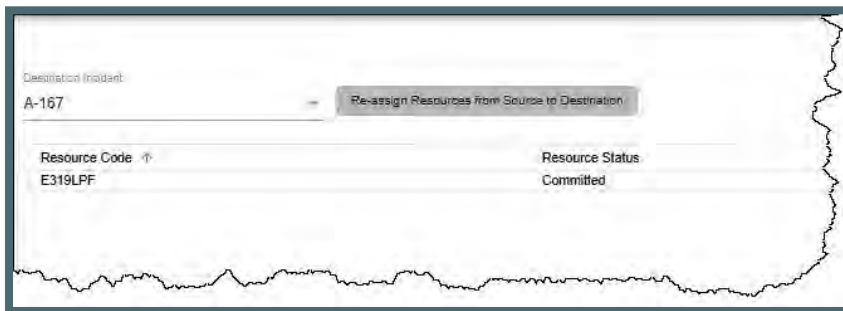 Destination Incident
A-167
Re-assign Resources from Source to Destination
Resource Code ↑ Resource Status
E319LPF Committed